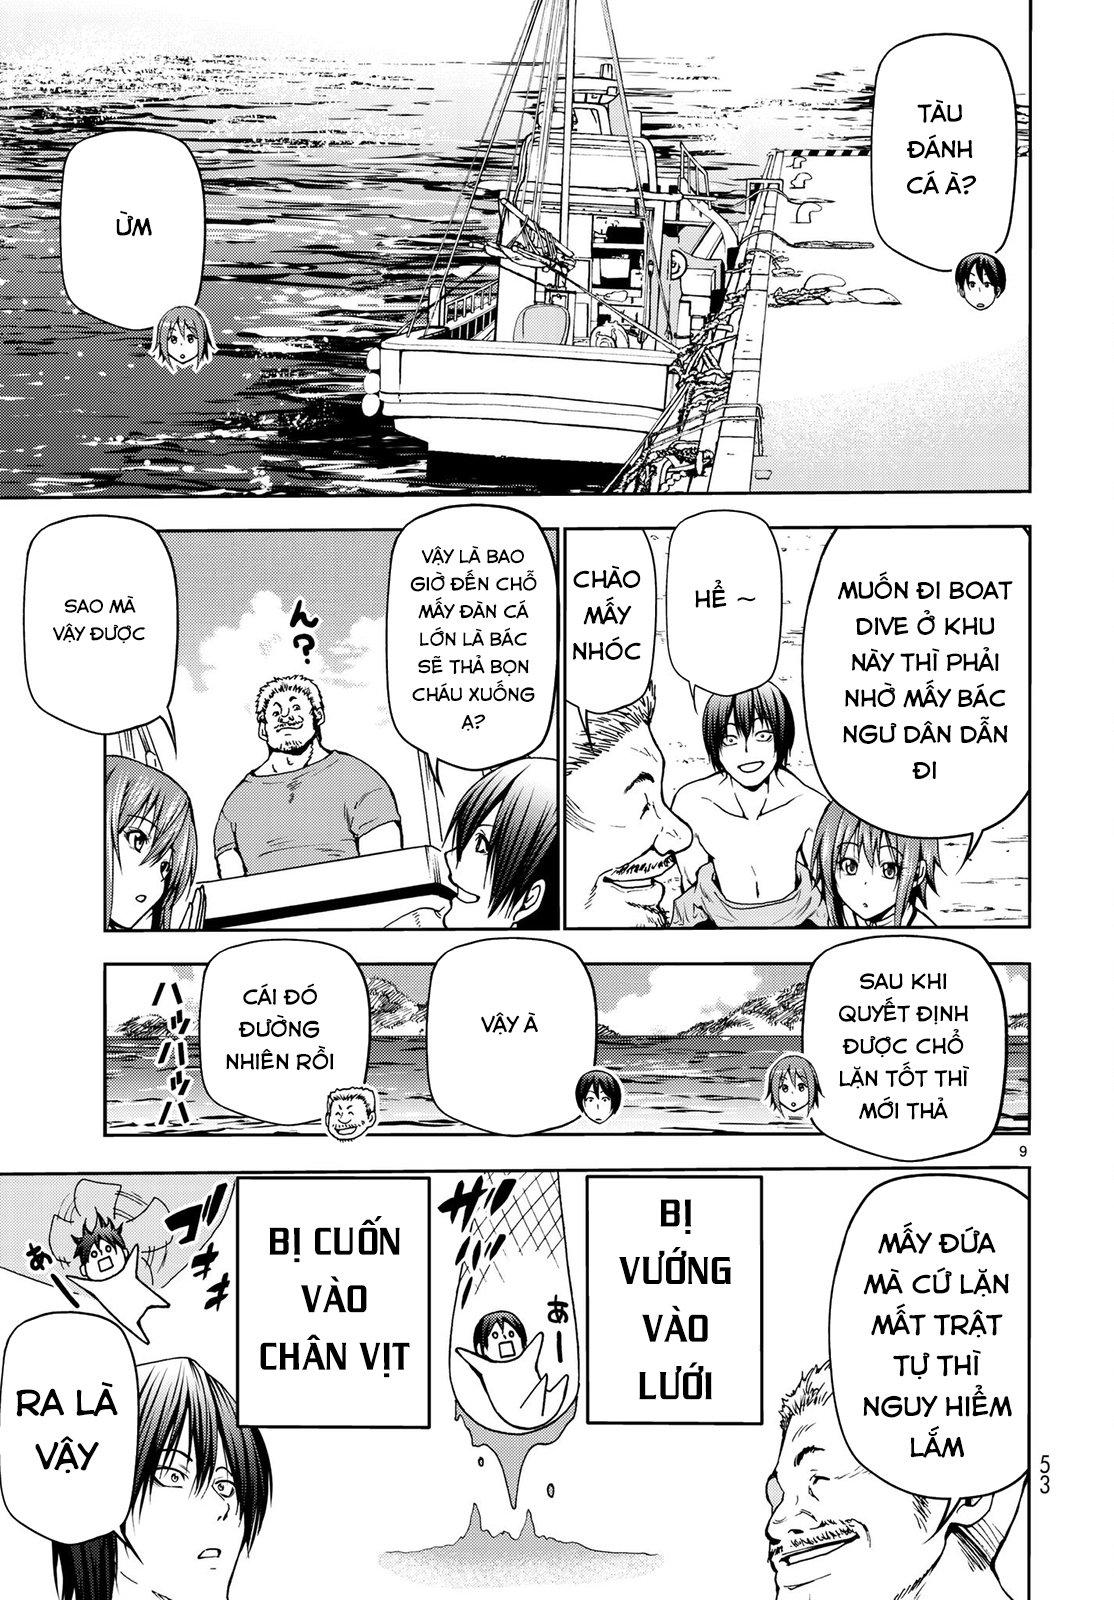 TÀU
ĐÁNH
CÁ À?
ỪM
MUỐN ĐI BOAT
DIVE Ở KHU
NÀY THÌ PHẢI
NHỜ MẤY BÁC
NGƯ DÂN DẪN
ĐI
HỂ ~
CHÀO
MẤY
NHÓC
VẬY LÀ BAO
GIỜ ĐẾN CHỖ
MẤY ĐÀN CÁ
LỚN LÀ BÁC
SẼ THẢ BỌN
CHÁU XUỐNG
Ạ?
ん?
SAO MÀ
VẬY ĐƯỢC
SAU KHI
QUYẾT ĐỊNH
ĐƯỢC CHỔ
LẶN TỐT THÌ
MỚI THẢ
VẬY À
CÁI ĐÓ
ĐƯỜNG
NHIÊN RỒI
ハッハッハ
9
MẤY ĐỨA
MÀ CỨ LẶN
MẤT TRẬT
TỰ THÌ
NGUY HIỂM
LẮM
BỊ
VƯỚNG
VÀO
LƯỚI
あー
BỊ CUỐN
VÀO
CHÂN VỊT
あー
RA LÀ
VẬY
53